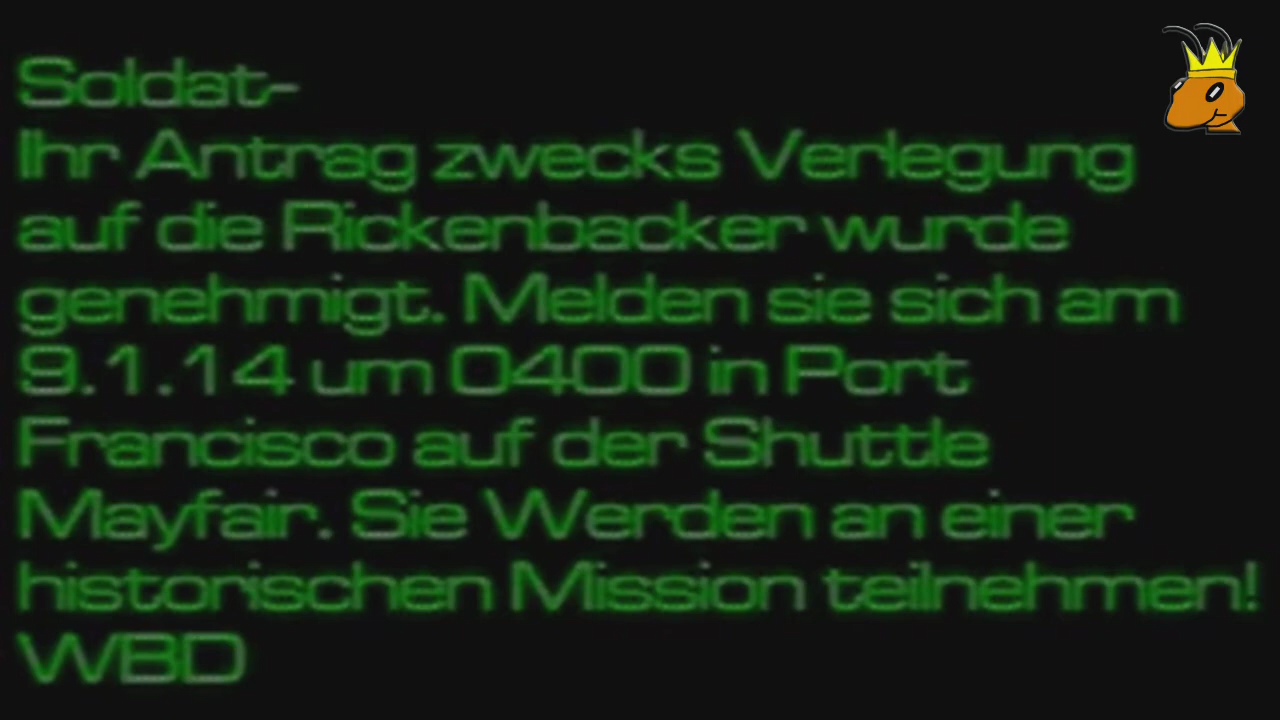 Soldat-
Ihr Antrag zwecks Verlegung
auf die Rickenbacker wurde
genehmigt. Melden sie sich am
9.1.14 um 0400 in Port
Francisco auf der Shuttle
Mayfair. Sie Werden an einer
historischen Mission teilnehmen!
WBD